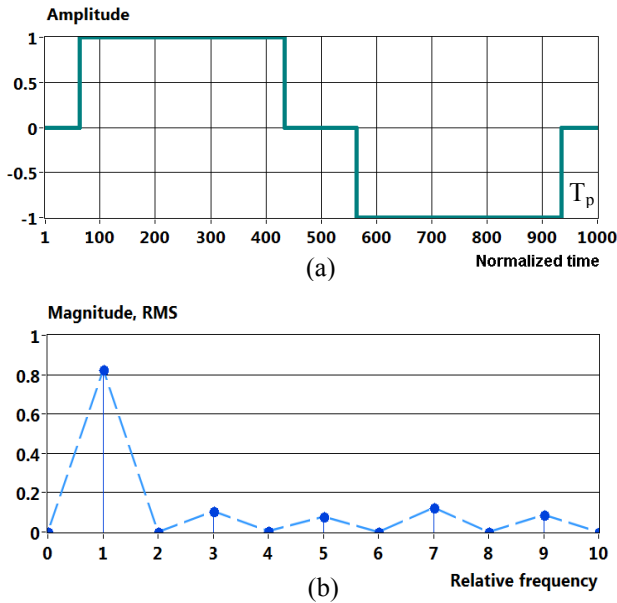 Amplitude
1
0.5
0
-0.5
-1
T_p
1 100 200 300 400 500 600 700 800 900 1000
Normalized time
(a)
Magnitude, RMS
1
0.8
0.6
0.4
0.2
0
0 1 2 3 4 5 6 7 8 9 10
Relative frequency
(b)